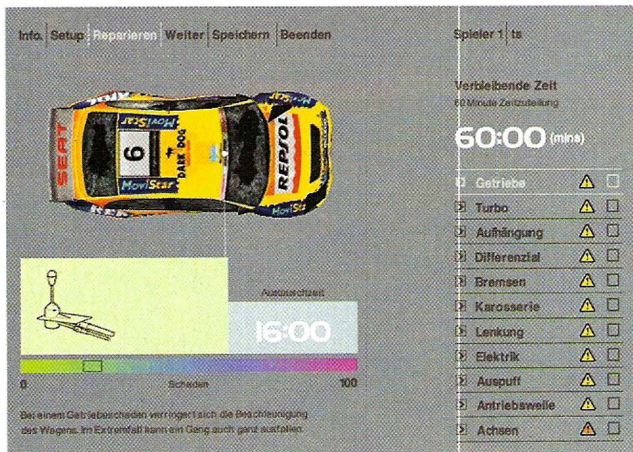 Info. Setup Reparieren Weiter Speichern Beenden
Spieler 1 ts
Verbleibende Zeit
60 Minute Zeitzuteilung
60:00 (mins)
Getriebe
Turbo
Aufhängung
Differenzial
Bremsen
Karosserie
Lenkung
Elektrik
Auspuff
Antriebswelle
Achsen
SEAT
MoviStar
9
DARK DOG
REPSOL
MoviStar
Austauschzeit
16:00
0 Schaden 100
Bei einem Getriebeschaden verringert sich die Beschleunigung
des Wagens. Im Extremfall kann ein Gang auch ganz ausfallen.